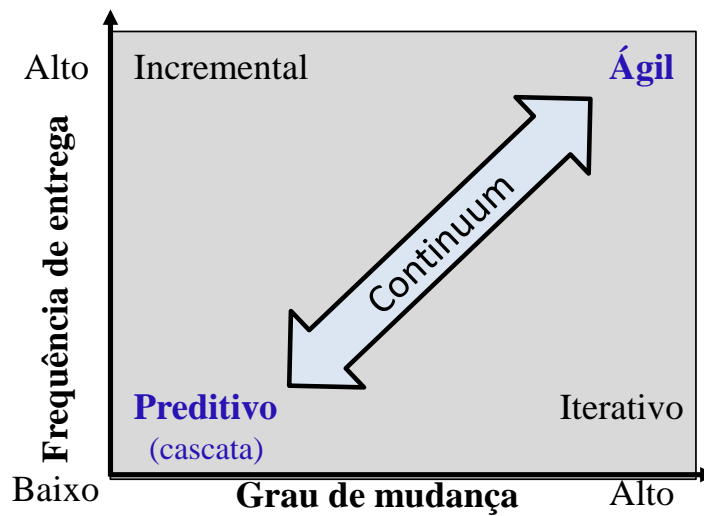 Alto
Incremental
Ágil
Frequência de entrega
Continuum
Preditivo
(cascata)
Iterativo
Baixo
Grau de mudança
Alto